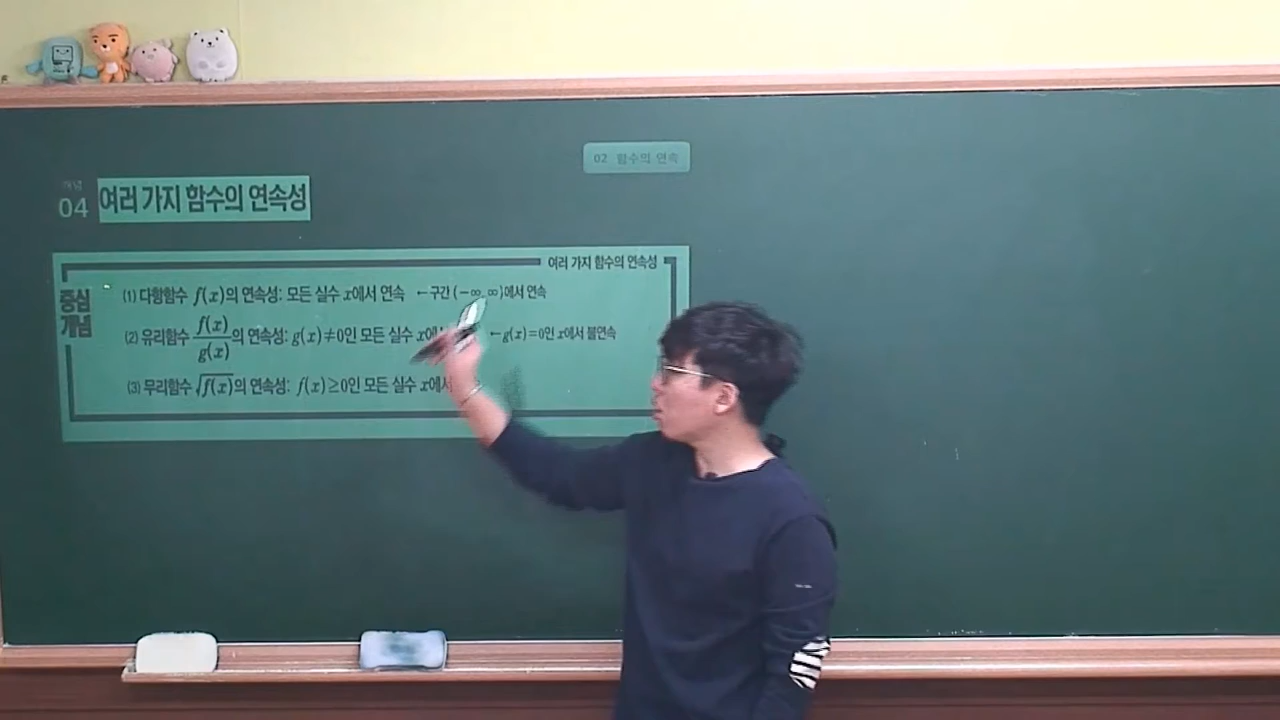 02 함수의 연속
개념
04 여러 가지 함수의 연속성
여러 가지 함수의 연속성
중심
개념
(1) 다항함수 f(x)의 연속성: 모든 실수 x에서 연속 ←구간 (−∞, ∞)에서 연속
(2) 유리함수 f(x)/g(x)의 연속성: g(x)≠0인 모든 실수 x에 ←g(x)=0인 x에서 불연속
(3) 무리함수 √f(x)의 연속성: f(x)≥0인 모든 실수 x에서